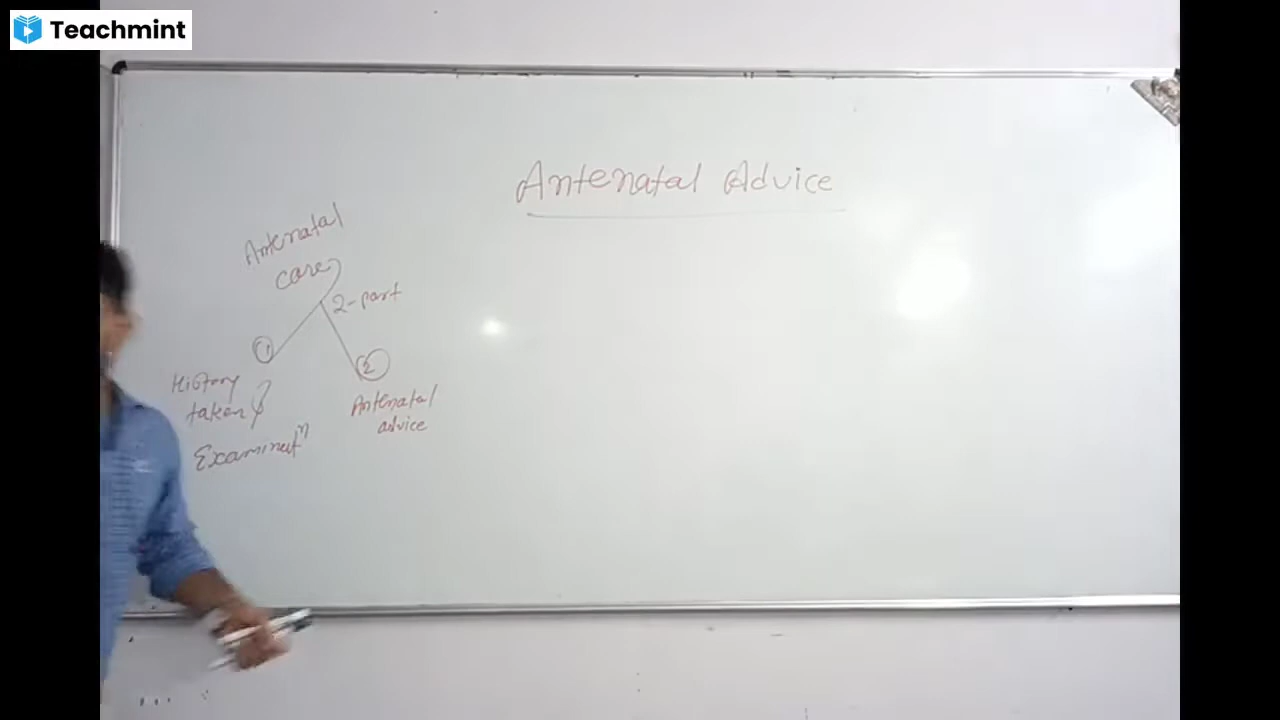 Teachmint
Antenatal Advice
Antenatal
care
2-part
1
2
History
taken &
Examinatⁿ
Antenatal
advice